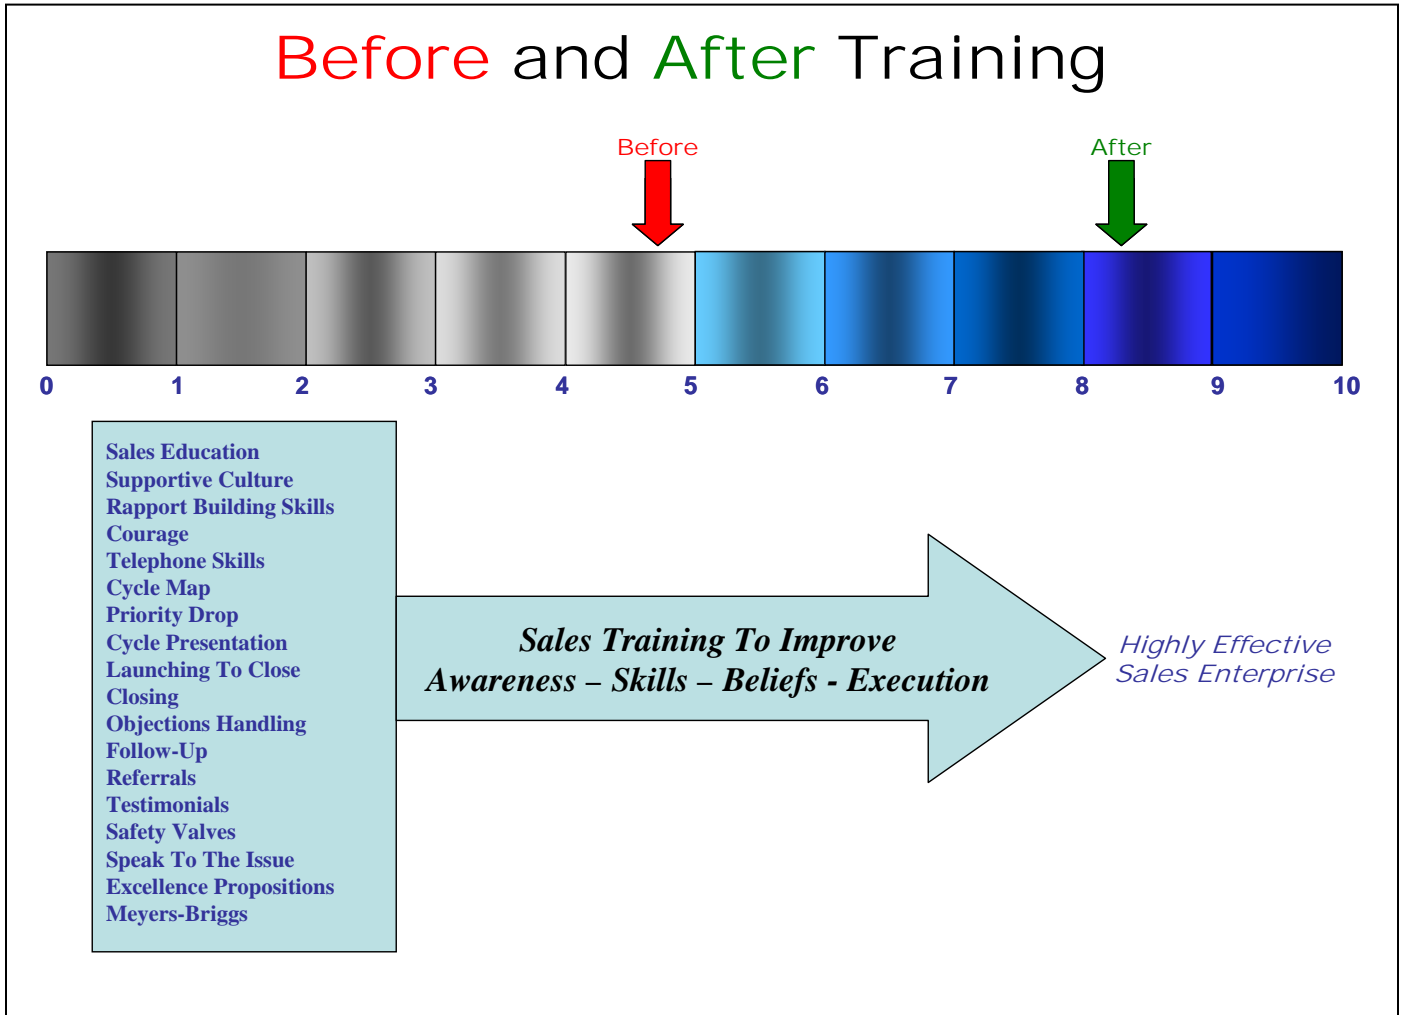 Before and After Training
Before
After
0 1 2 3 4 5 6 7 8 9 10
Sales Education
Supportive Culture
Rapport Building Skills
Courage
Telephone Skills
Cycle Map
Priority Drop
Cycle Presentation
Launching To Close
Closing
Objections Handling
Follow-Up
Referrals
Testimonials
Safety Valves
Speak To The Issue
Excellence Propositions
Meyers-Briggs
Sales Training To Improve
Awareness – Skills – Beliefs - Execution
Highly Effective
Sales Enterprise